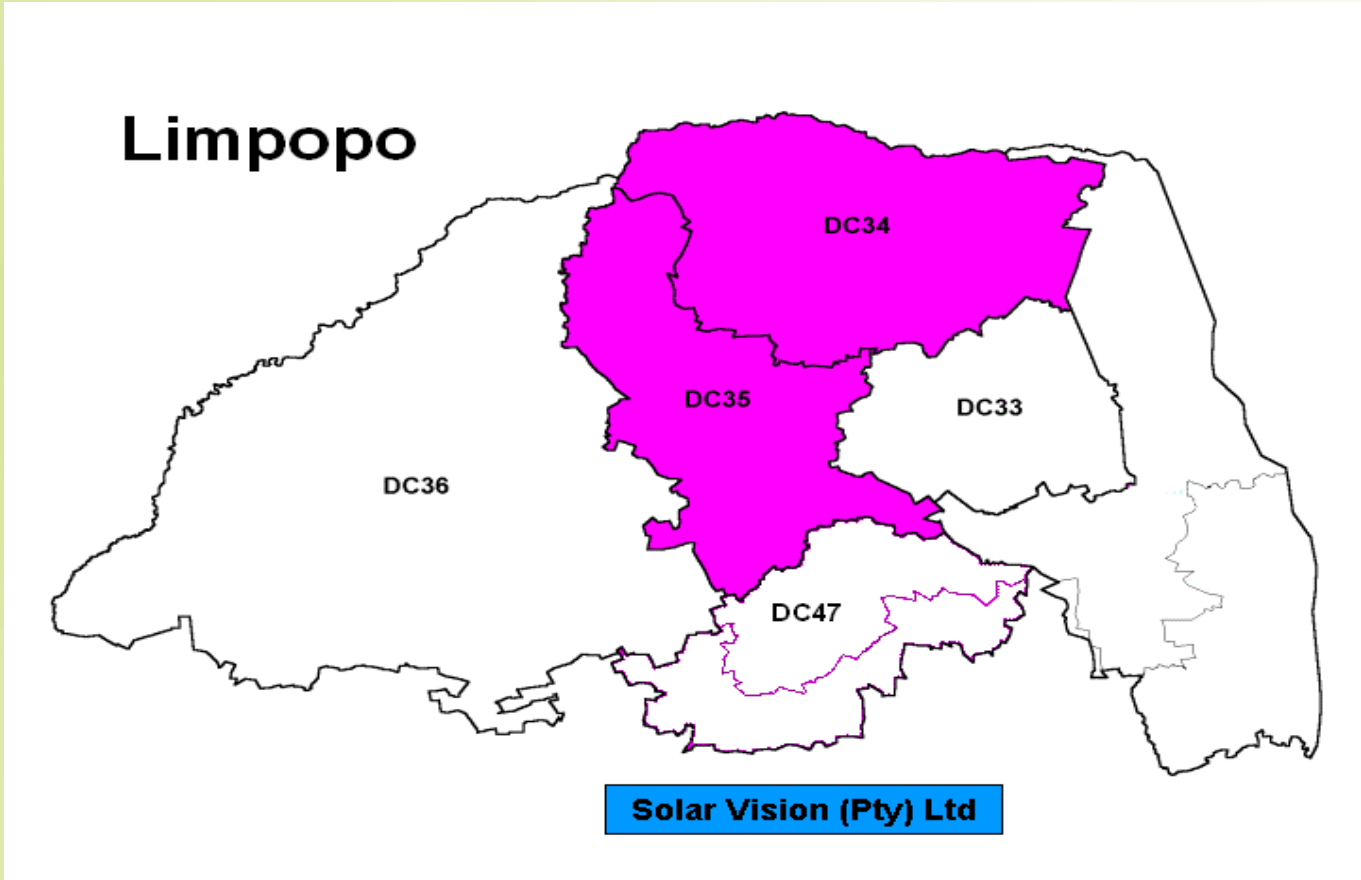 Limpopo
DC34
DC35
DC33
DC36
DC47
Solar Vision (Pty) Ltd